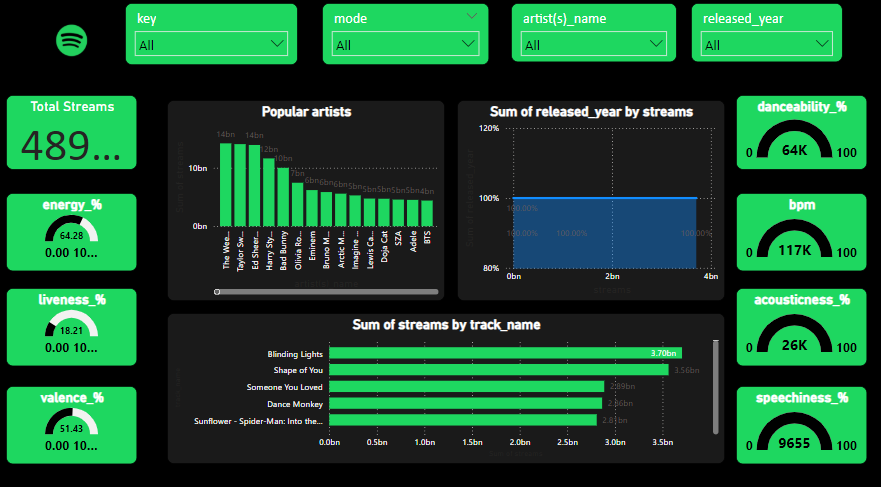 key
mode
artist(s)_name
released_year
All
All
All
All
Total Streams
489...
energy_%
64.28
0.00 10...
liveness_%
18.21
0.00 10...
valence_%
51.43
0.00 10...
Popular artists
14bn
14bn
12bn
10bn
7bn
6bn
6bn
6bn
5bn
5bn
5bn
5bn
5bn
4bn
10bn
0bn
The Wee...
Taylor Sw...
Ed Sheer...
Harry Sty...
Bad Bunny
Olivia Ro...
Eminem
Bruno M...
Arctic M...
Imagine ...
Lewis Ca...
Doja Cat
SZA
Adele
BTS
Sum of released_year by streams
120%
100%
80%
100.00%
100.00%
100.00%
100.00%
0bn
2bn
4bn
streams
Sum of streams by track_name
Blinding Lights
3.70bn
Shape of You
3.56bn
Someone You Loved
2.89bn
Dance Monkey
2.86bn
Sunflower - Spider-Man: Into the...
2.81bn
0.0bn
0.5bn
1.0bn
1.5bn
2.0bn
2.5bn
3.0bn
3.5bn
danceability_%
64K
0
100
bpm
117K
0
100
acousticness_%
26K
0
100
speechiness_%
9655
0
100